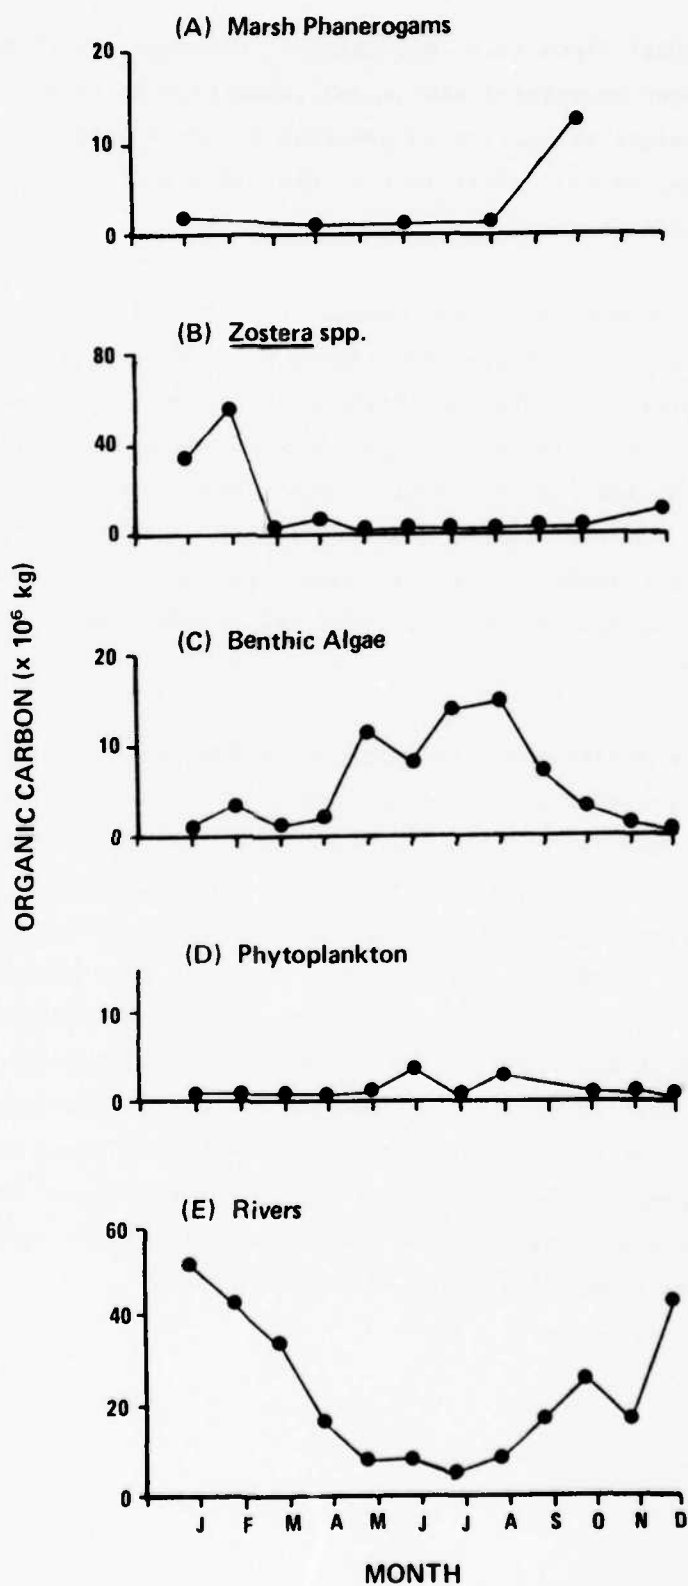 (A) Marsh Phanerogams
20
10
0
(B) Zostera spp.
80
40
0
(C) Benthic Algae
20
10
0
(D) Phytoplankton
10
0
(E) Rivers
60
40
20
0
J F M A M J J A S O N D
MONTH
ORGANIC CARBON (x 10⁶ kg)